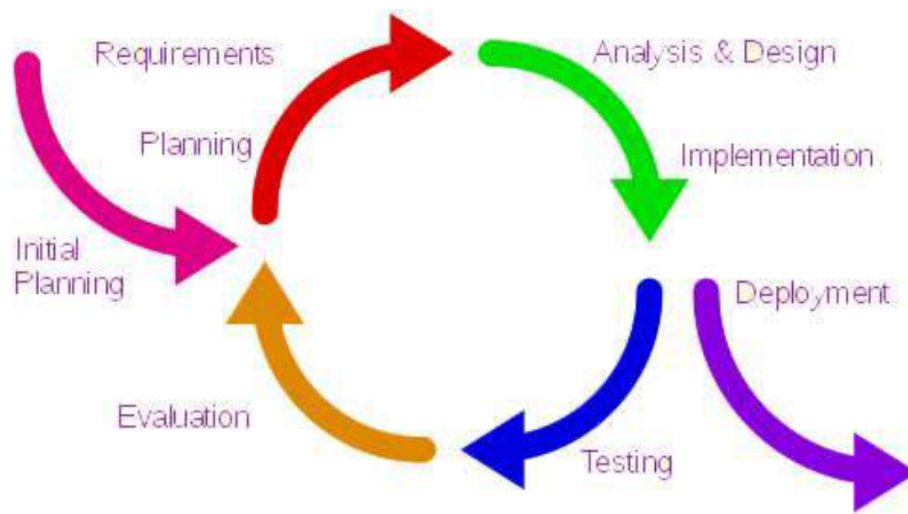 Requirements
Analysis & Design
Planning
Implementation
Initial
Planning
Deployment
Evaluation
Testing